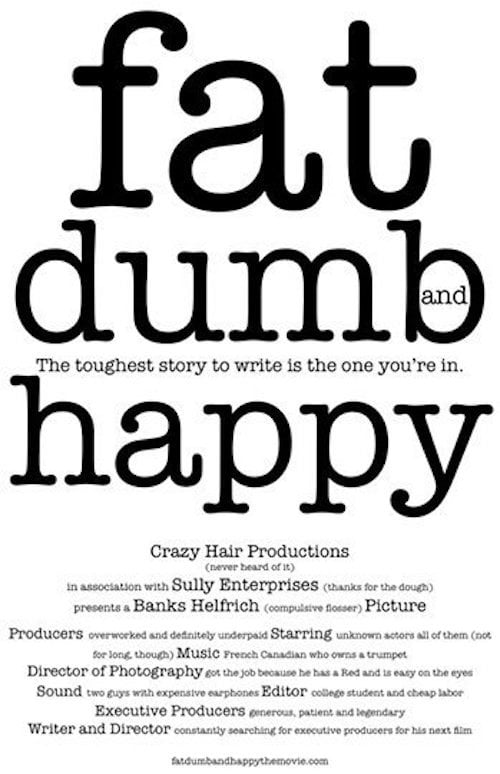 fat
dumb
and
The toughest story to write is the one you're in.
happy
Crazy Hair Productions
(never heard of it)
in association with Sully Enterprises (thanks for the dough)
presents a Banks Helfrich (compulsive flosser) Picture
Producers overworked and definitely underpaid Starring unknown actors all of them (not
for long, though) Music French Canadian who owns a trumpet
Director of Photography got the job because he has a Red and is easy on the eyes
Sound two guys with expensive earphones Editor college student and cheap labor
Executive Producers generous, patient and legendary
Writer and Director constantly searching for executive producers for his next film
fatdumbandhappythemovie.com